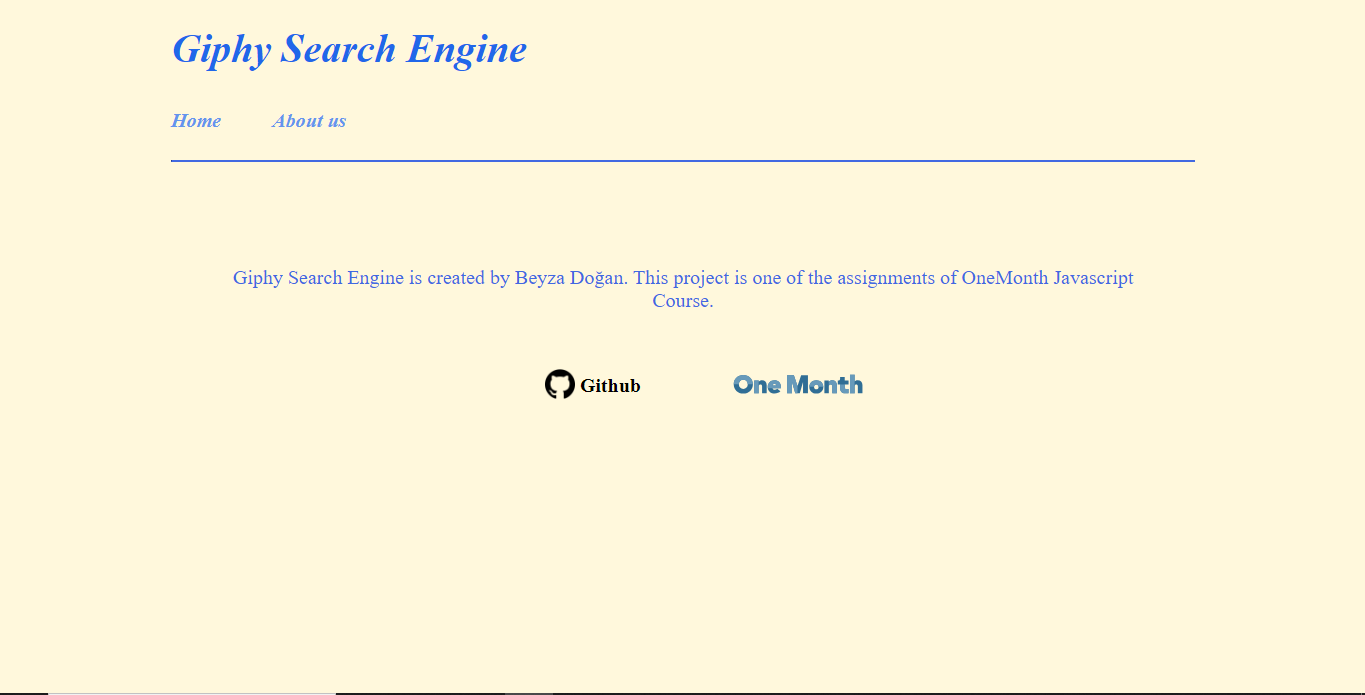 Giphy Search Engine
Home About us
Giphy Search Engine is created by Beyza Doğan. This project is one of the assignments of OneMonth Javascript
Course.
Github One Month